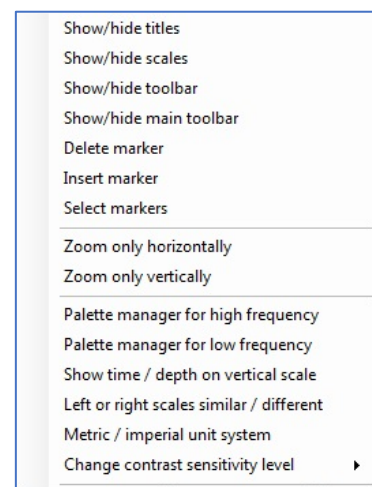 Show/hide titles
Show/hide scales
Show/hide toolbar
Show/hide main toolbar
Delete marker
Insert marker
Select markers
Zoom only horizontally
Zoom only vertically
Palette manager for high frequency
Palette manager for low frequency
Show time / depth on vertical scale
Left or right scales similar / different
Metric / imperial unit system
Change contrast sensitivity level